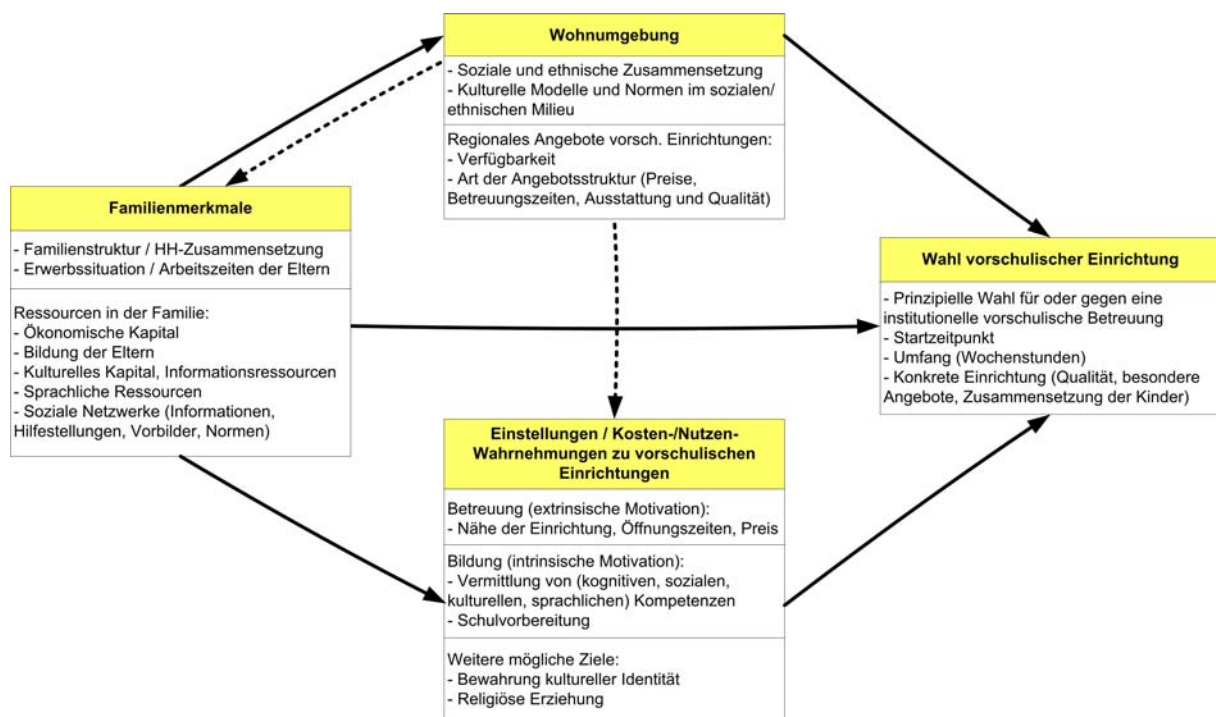 Wohnumgebung
- Soziale und ethnische Zusammensetzung
- Kulturelle Modelle und Normen im sozialen/
ethnischen Milieu
Regionales Angebote vorsch. Einrichtungen:
- Verfügbarkeit
- Art der Angebotsstruktur (Preise,
Betreuungszeiten, Ausstattung und Qualität)
Familienmerkmale
- Familienstruktur / HH-Zusammensetzung
- Erwerbssituation / Arbeitszeiten der Eltern
Ressourcen in der Familie:
- Ökonomische Kapital
- Bildung der Eltern
- Kulturelles Kapital, Informationsressourcen
- Sprachliche Ressourcen
- Soziale Netzwerke (Informationen,
Hilfestellungen, Vorbilder, Normen)
Wahl vorschulischer Einrichtung
- Prinzipielle Wahl für oder gegen eine
institutionelle vorschulische Betreuung
- Startzeitpunkt
- Umfang (Wochenstunden)
- Konkrete Einrichtung (Qualität, besondere
Angebote, Zusammensetzung der Kinder)
Einstellungen / Kosten-/Nutzen-
Wahrnehmungen zu vorschulischen
Einrichtungen
Betreuung (extrinsische Motivation):
- Nähe der Einrichtung, Öffnungszeiten, Preis
Bildung (intrinsische Motivation):
- Vermittlung von (kognitiven, sozialen,
kulturellen, sprachlichen) Kompetenzen
- Schulvorbereitung
Weitere mögliche Ziele:
- Bewahrung kultureller Identität
- Religiöse Erziehung